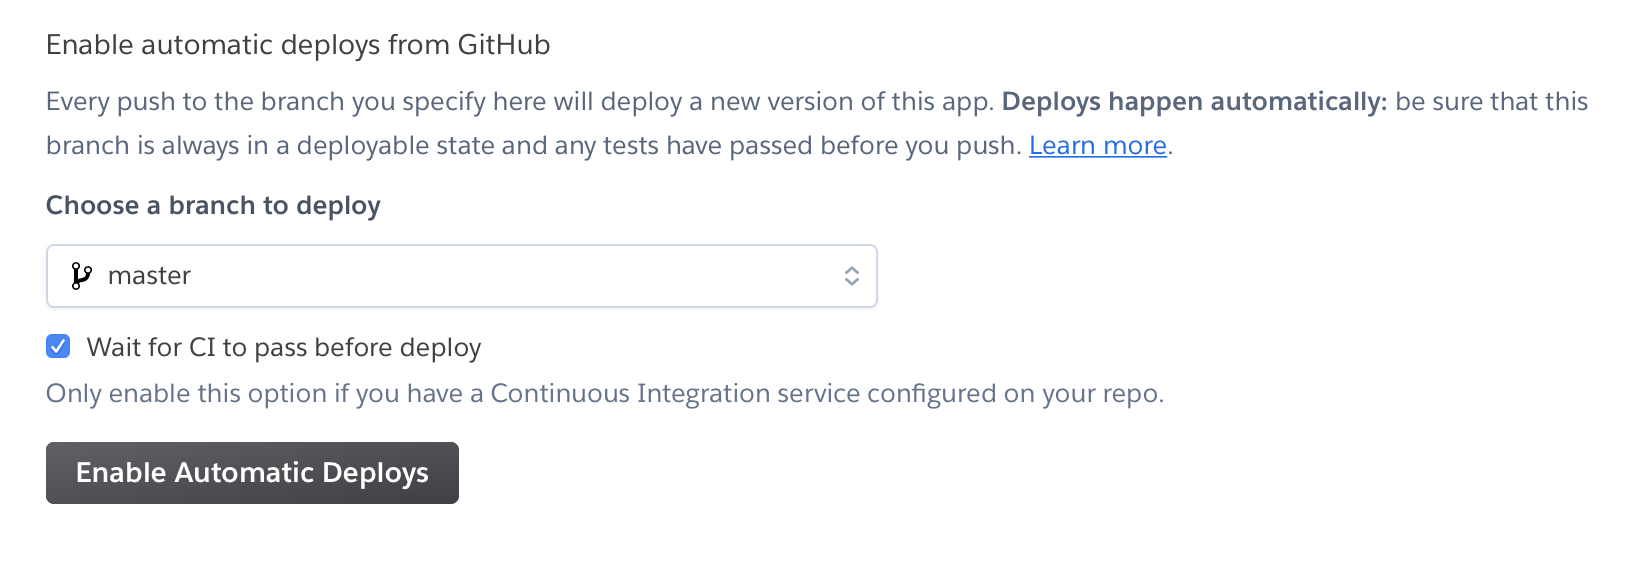 Enable automatic deploys from GitHub
Every push to the branch you specify here will deploy a new version of this app. Deploys happen automatically: be sure that this
branch is always in a deployable state and any tests have passed before you push. Learn more.
Choose a branch to deploy
master
Wait for CI to pass before deploy
Only enable this option if you have a Continuous Integration service configured on your repo.
Enable Automatic Deploys